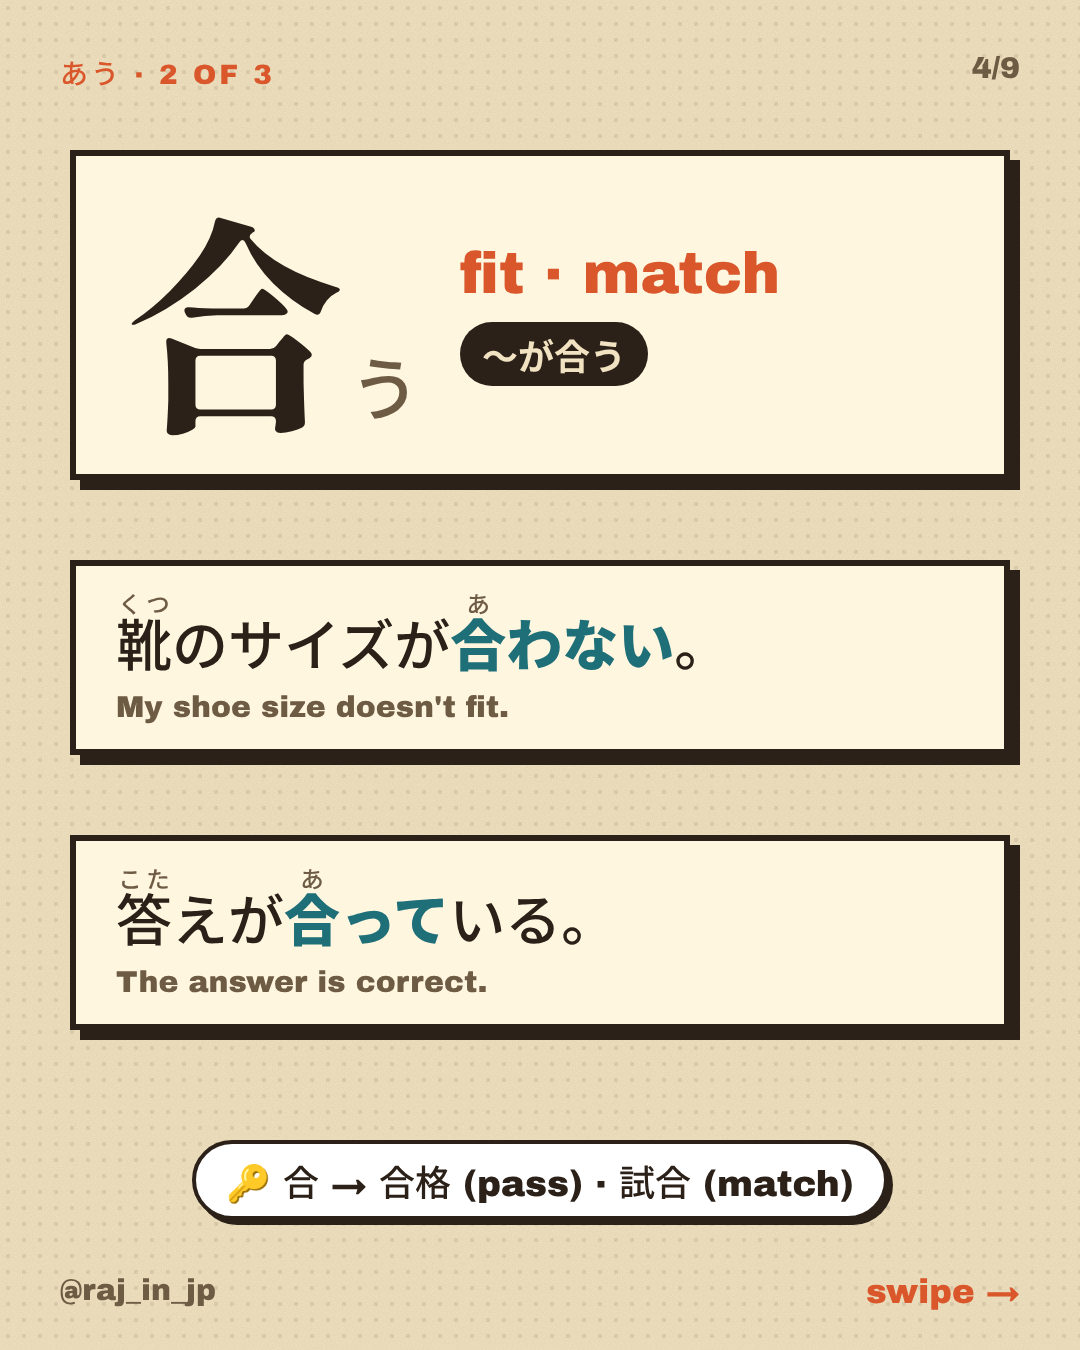 あう · 2 OF 3
4/9
合う
fit · match
〜が合う
くつ あ
靴のサイズが合わない。
My shoe size doesn't fit.
こた あ
答えが合っている。
The answer is correct.
🔑 合 → 合格 (pass) · 試合 (match)
@raj_in_jp
swipe →